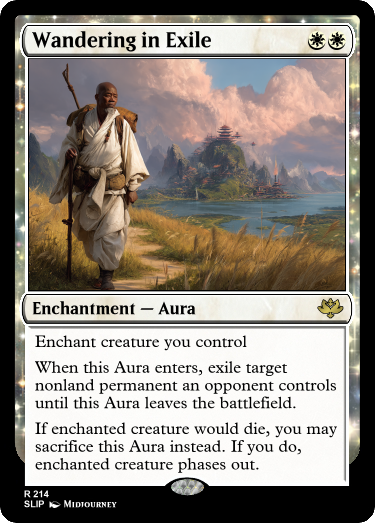 Wandering in Exile
Enchantment — Aura
Enchant creature you control
When this Aura enters, exile target
nonland permanent an opponent controls
until this Aura leaves the battlefield.
If enchanted creature would die, you may
sacrifice this Aura instead. If you do,
enchanted creature phases out.
R 214
SLIP Midjourney